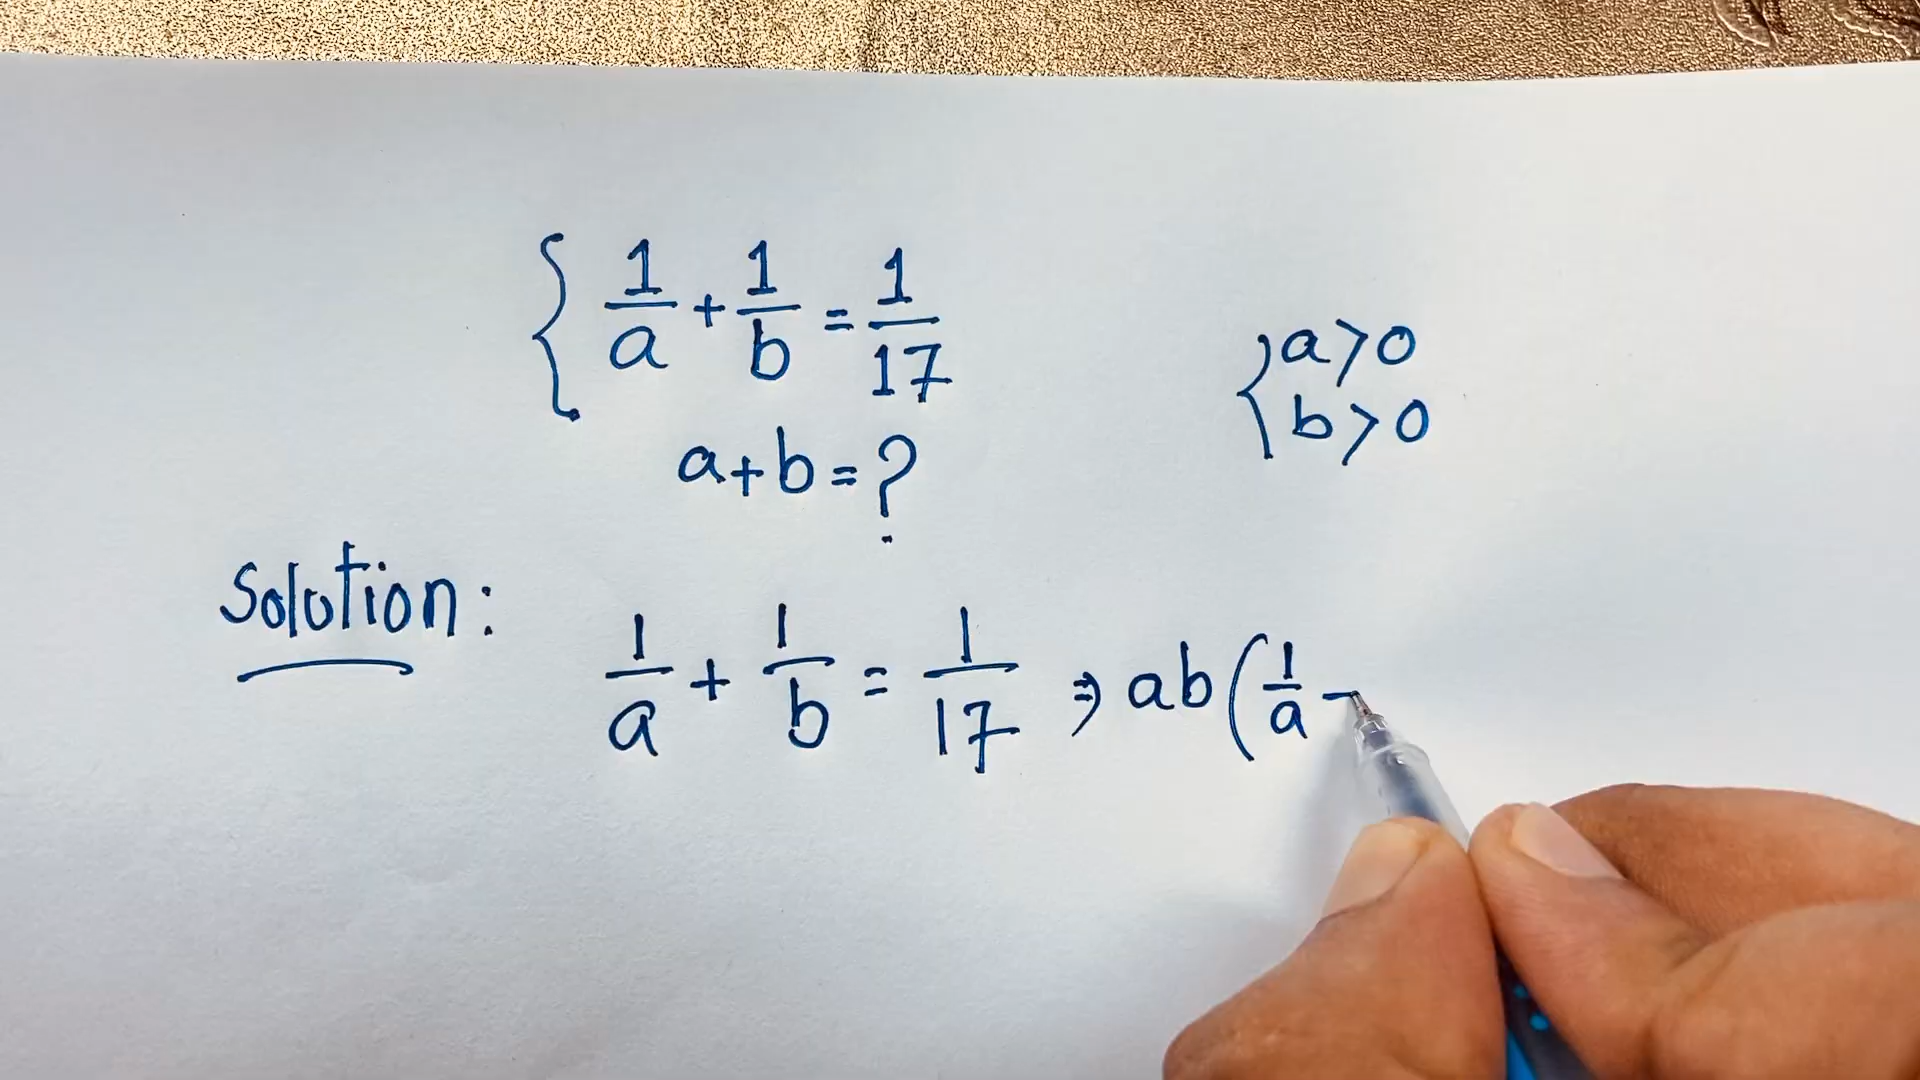 { 1/a + 1/b = 1/17
{ a>0
b>0
a+b=?
Solution:
1/a + 1/b = 1/17 ⇒ ab(1/a -